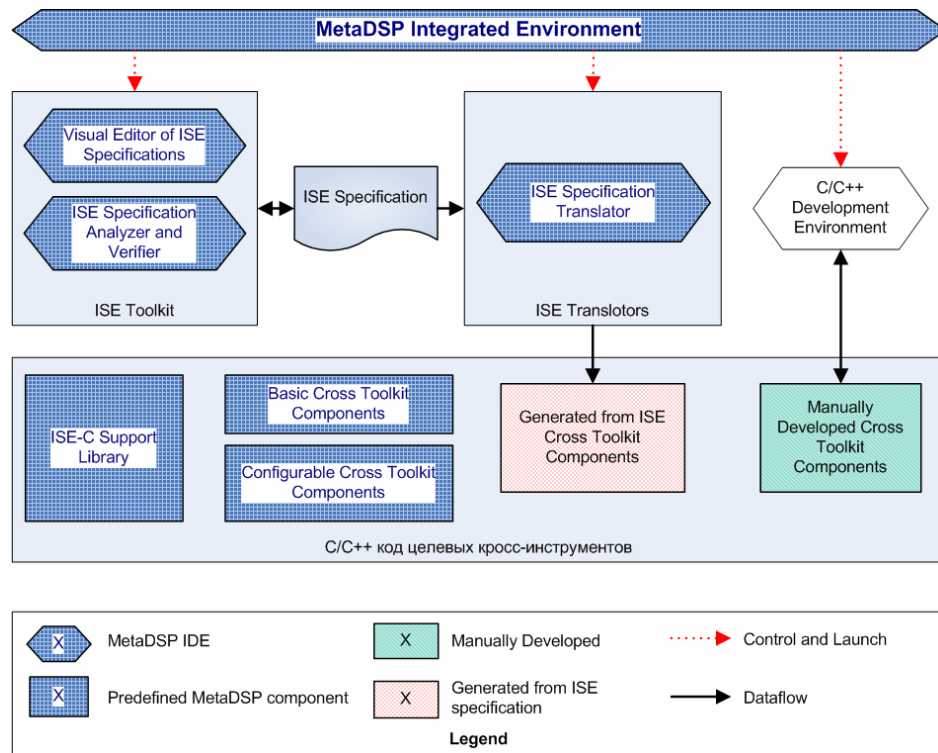 MetaDSP Integrated Environment
Visual Editor of ISE
Specifications
ISE Specification
Analyzer and
Verifier
ISE Toolkit
ISE Specification
ISE Specification
Translator
ISE Translotors
C/C++
Development
Environment
ISE-C Support
Library
Basic Cross Toolkit
Components
Configurable Cross Toolkit
Components
Generated from ISE
Cross Toolkit
Components
Manually
Developed Cross
Toolkit
Components
C/C++ код целевых кросс-инструментов
X
MetaDSP IDE
X
Manually Developed
Control and Launch
X
Predefined MetaDSP component
X
Generated from ISE
specification
Dataflow
Legend